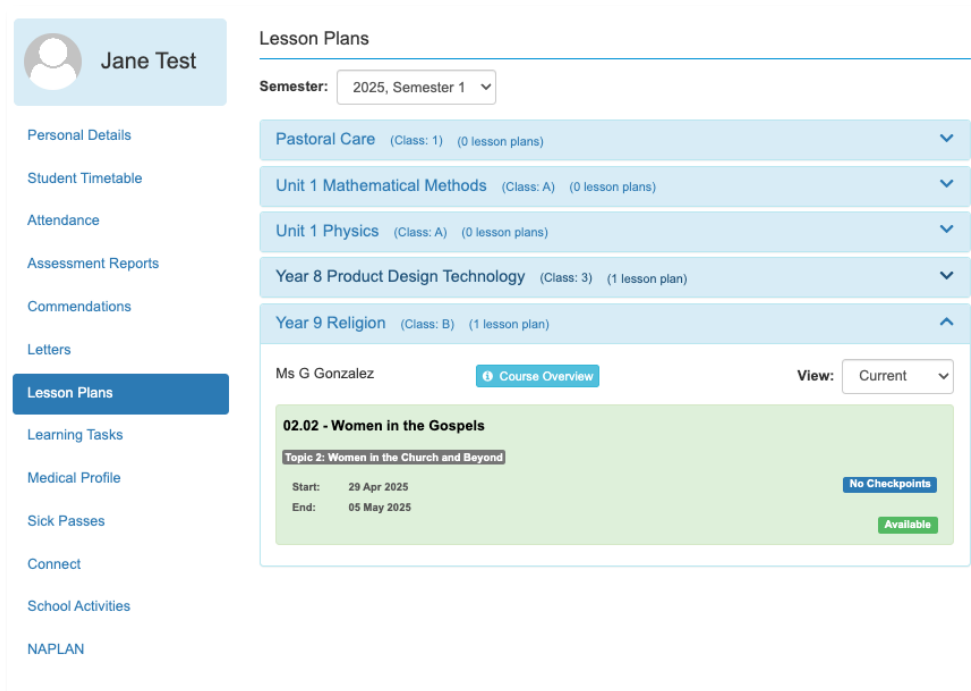 Jane Test
Personal Details
Student Timetable
Attendance
Assessment Reports
Commendations
Letters
Lesson Plans
Learning Tasks
Medical Profile
Sick Passes
Connect
School Activities
NAPLAN
Lesson Plans
Semester: 2025, Semester 1
Pastoral Care (Class: 1) (0 lesson plans)
Unit 1 Mathematical Methods (Class: A) (0 lesson plans)
Unit 1 Physics (Class: A) (0 lesson plans)
Year 8 Product Design Technology (Class: 3) (1 lesson plan)
Year 9 Religion (Class: B) (1 lesson plan)
Ms G Gonzalez Course Overview View: Current
02.02 - Women in the Gospels
Topic 2: Women in the Church and Beyond
Start: 29 Apr 2025 No Checkpoints
End: 05 May 2025
Available